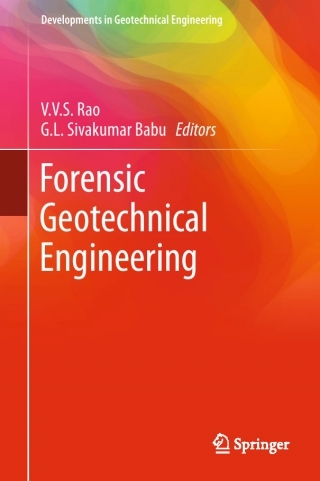 Developments in Geotechnical Engineering
V.V.S. Rao
G.L. Sivakumar Babu Editors
Forensic
Geotechnical
Engineering
Springer